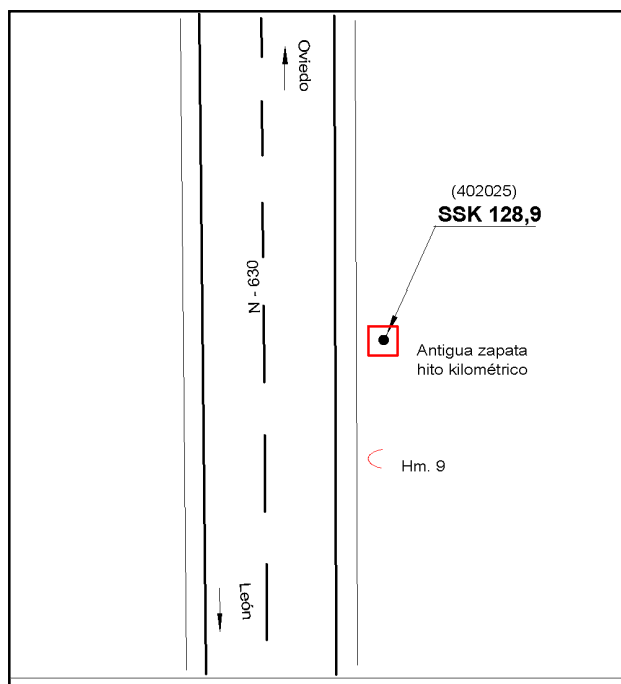 Oviedo
(402025)
SSK 128,9
N - 630
Antigua zapata
hito kilométrico
Hm. 9
León